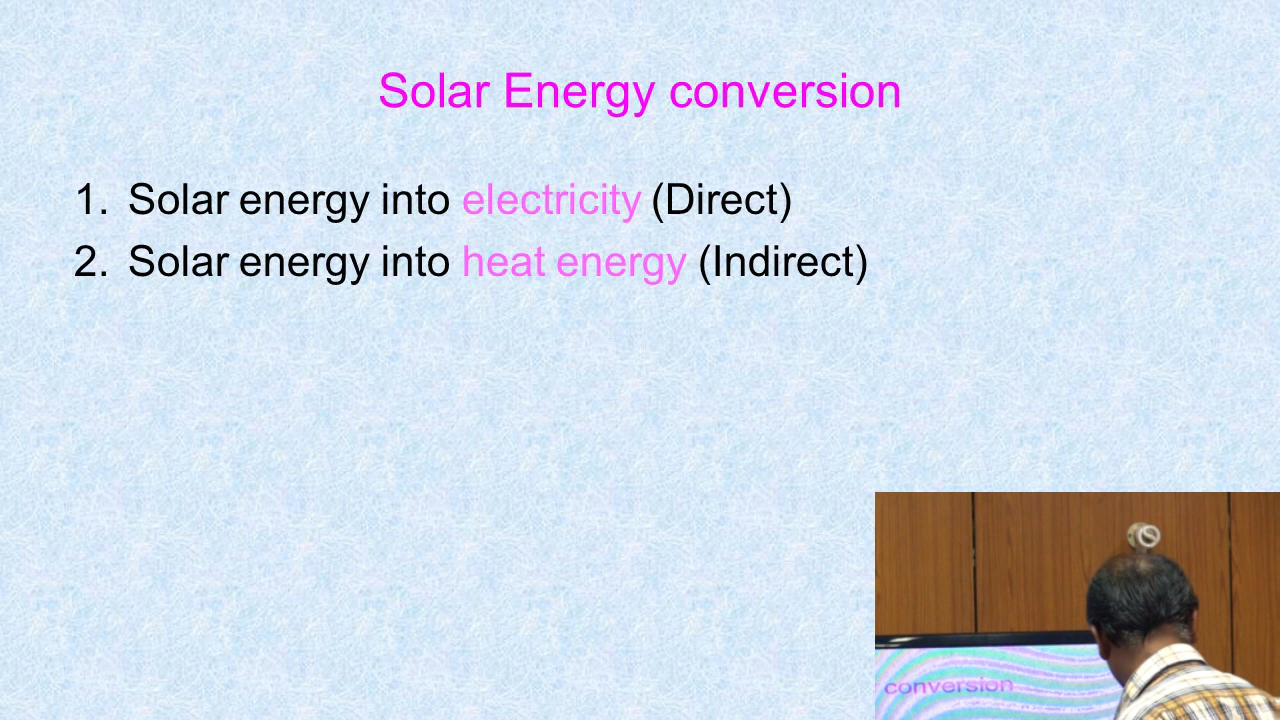 Solar Energy conversion
1. Solar energy into electricity (Direct)
2. Solar energy into heat energy (Indirect)
conversion